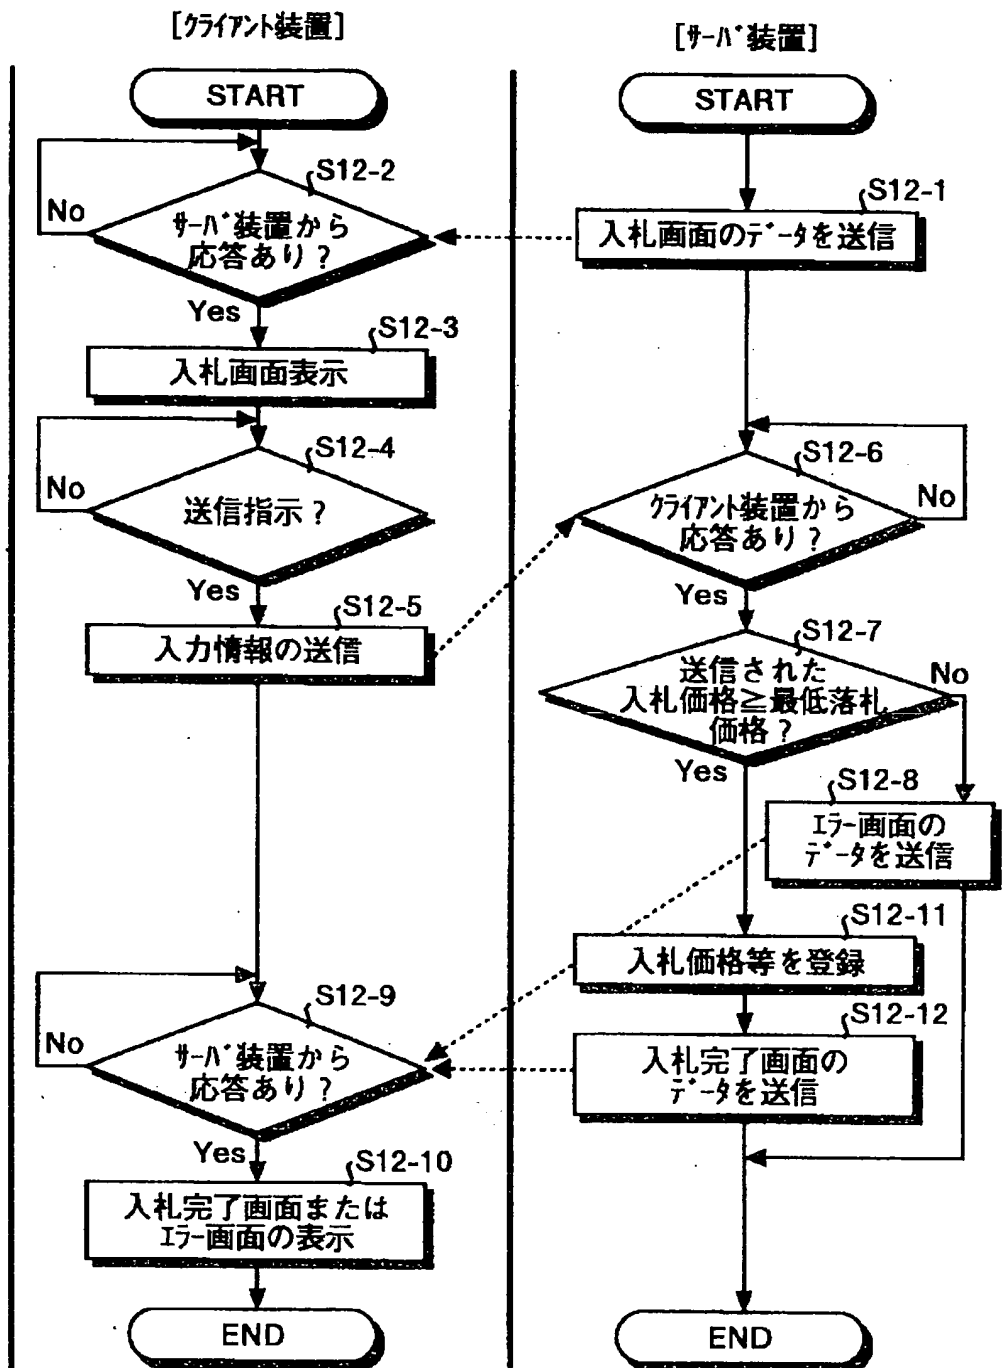 [クライアント装置]
START
S12-2
サーバ装置から
応答あり?
No
Yes
S12-3
入札画面表示
S12-4
送信指示?
No
Yes
S12-5
入力情報の送信
S12-9
サーバ装置から
応答あり?
No
Yes
S12-10
入札完了画面または
エラー画面の表示
END
[サーバ装置]
START
S12-1
入札画面のデータを送信
S12-6
クライアント装置から
応答あり?
No
Yes
S12-7
送信された
入札価格≧最低落札
価格?
No
Yes
S12-8
エラー画面の
データを送信
S12-11
入札価格等を登録
S12-12
入札完了画面の
データを送信
END